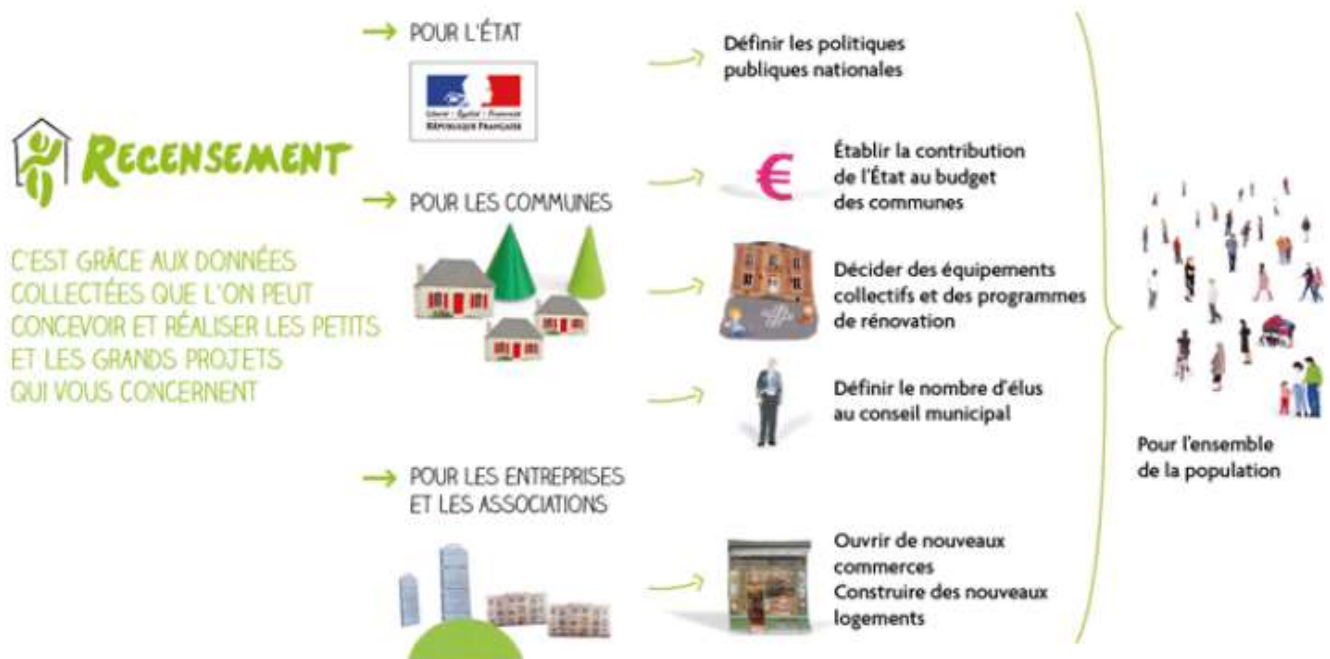 RECENSEMENT
C'EST GRÂCE AUX DONNÉES
COLLECTÉES QUE L'ON PEUT
CONCEVOIR ET RÉALISER LES PETITS
ET LES GRANDS PROJETS
QUI VOUS CONCERNENT
POUR L'ÉTAT
Liberté • Égalité • Fraternité
RÉPUBLIQUE FRANÇAISE
Définir les politiques
publiques nationales
POUR LES COMMUNES
Établir la contribution
de l'État au budget
des communes
Décider des équipements
collectifs et des programmes
de rénovation
Définir le nombre d'élus
au conseil municipal
POUR LES ENTREPRISES
ET LES ASSOCIATIONS
Ouvrir de nouveaux
commerces
Construire des nouveaux
logements
Pour l'ensemble
de la population